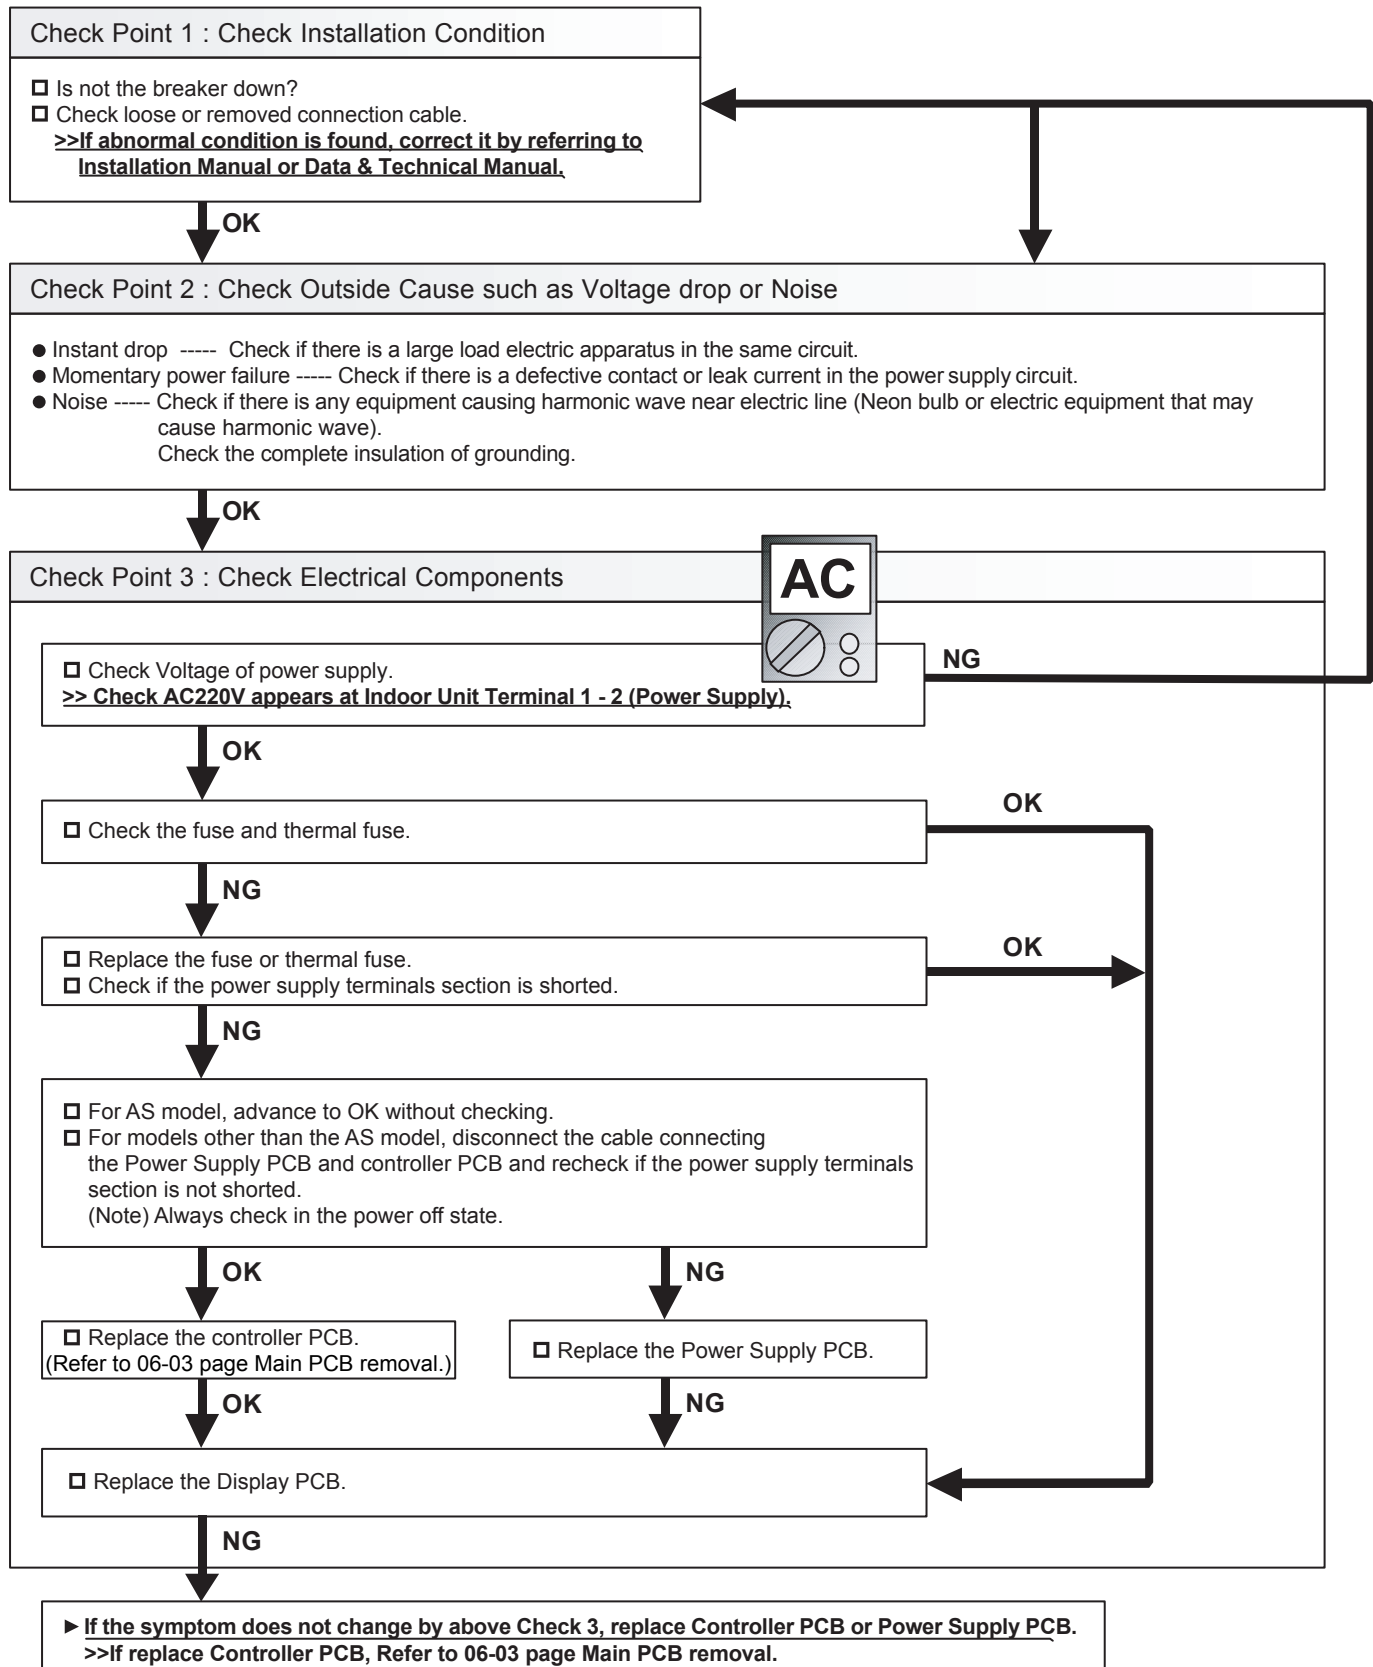 Check Point 1 : Check Installation Condition
Is not the breaker down?
Check loose or removed connection cable.
>>If abnormal condition is found, correct it by referring to
Installation Manual or Data & Technical Manual.
OK
Check Point 2 : Check Outside Cause such as Voltage drop or Noise
● Instant drop ----- Check if there is a large load electric apparatus in the same circuit.
● Momentary power failure ----- Check if there is a defective contact or leak current in the power supply circuit.
● Noise ----- Check if there is any equipment causing harmonic wave near electric line (Neon bulb or electric equipment that may
cause harmonic wave).
Check the complete insulation of grounding.
OK
Check Point 3 : Check Electrical Components
AC
Check Voltage of power supply.
>> Check AC220V appears at Indoor Unit Terminal 1 - 2 (Power Supply).
NG
OK
Check the fuse and thermal fuse.
OK
NG
Replace the fuse or thermal fuse.
Check if the power supply terminals section is shorted.
OK
NG
For AS model, advance to OK without checking.
For models other than the AS model, disconnect the cable connecting
the Power Supply PCB and controller PCB and recheck if the power supply terminals
section is not shorted.
(Note) Always check in the power off state.
OK
NG
Replace the controller PCB.
(Refer to 06-03 page Main PCB removal.)
Replace the Power Supply PCB.
OK
NG
Replace the Display PCB.
NG
► If the symptom does not change by above Check 3, replace Controller PCB or Power Supply PCB.
>>If replace Controller PCB, Refer to 06-03 page Main PCB removal.